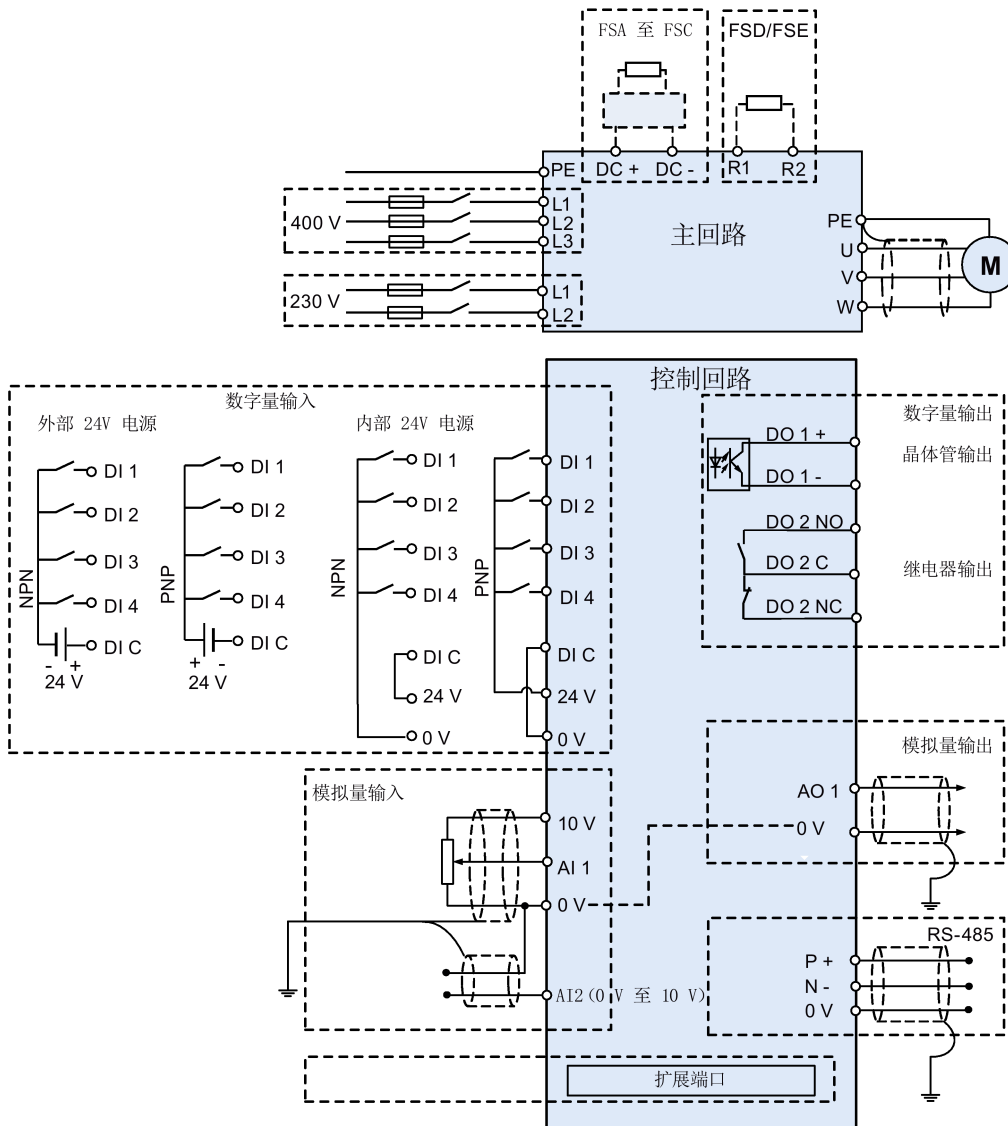 FSA 至 FSC
FSD/FSE
PE
DC +
DC -
R1
R2
400 V
L1
L2
L3
230 V
L1
L2
主回路
PE
U
V
W
M
控制回路
数字量输入
外部 24V 电源
内部 24V 电源
NPN
DI 1
DI 2
DI 3
DI 4
DI C
- +
24 V
PNP
DI 1
DI 2
DI 3
DI 4
DI C
+ -
24 V
NPN
DI 1
DI 2
DI 3
DI 4
DI C
24 V
0 V
PNP
DI 1
DI 2
DI 3
DI 4
DI C
24 V
0 V
数字量输出
晶体管输出
DO 1 +
DO 1 -
DO 2 NO
DO 2 C
继电器输出
DO 2 NC
模拟量输入
10 V
AI 1
0 V
AI2(0 V 至 10 V)
模拟量输出
AO 1
0 V
RS-485
P +
N -
0 V
扩展端口